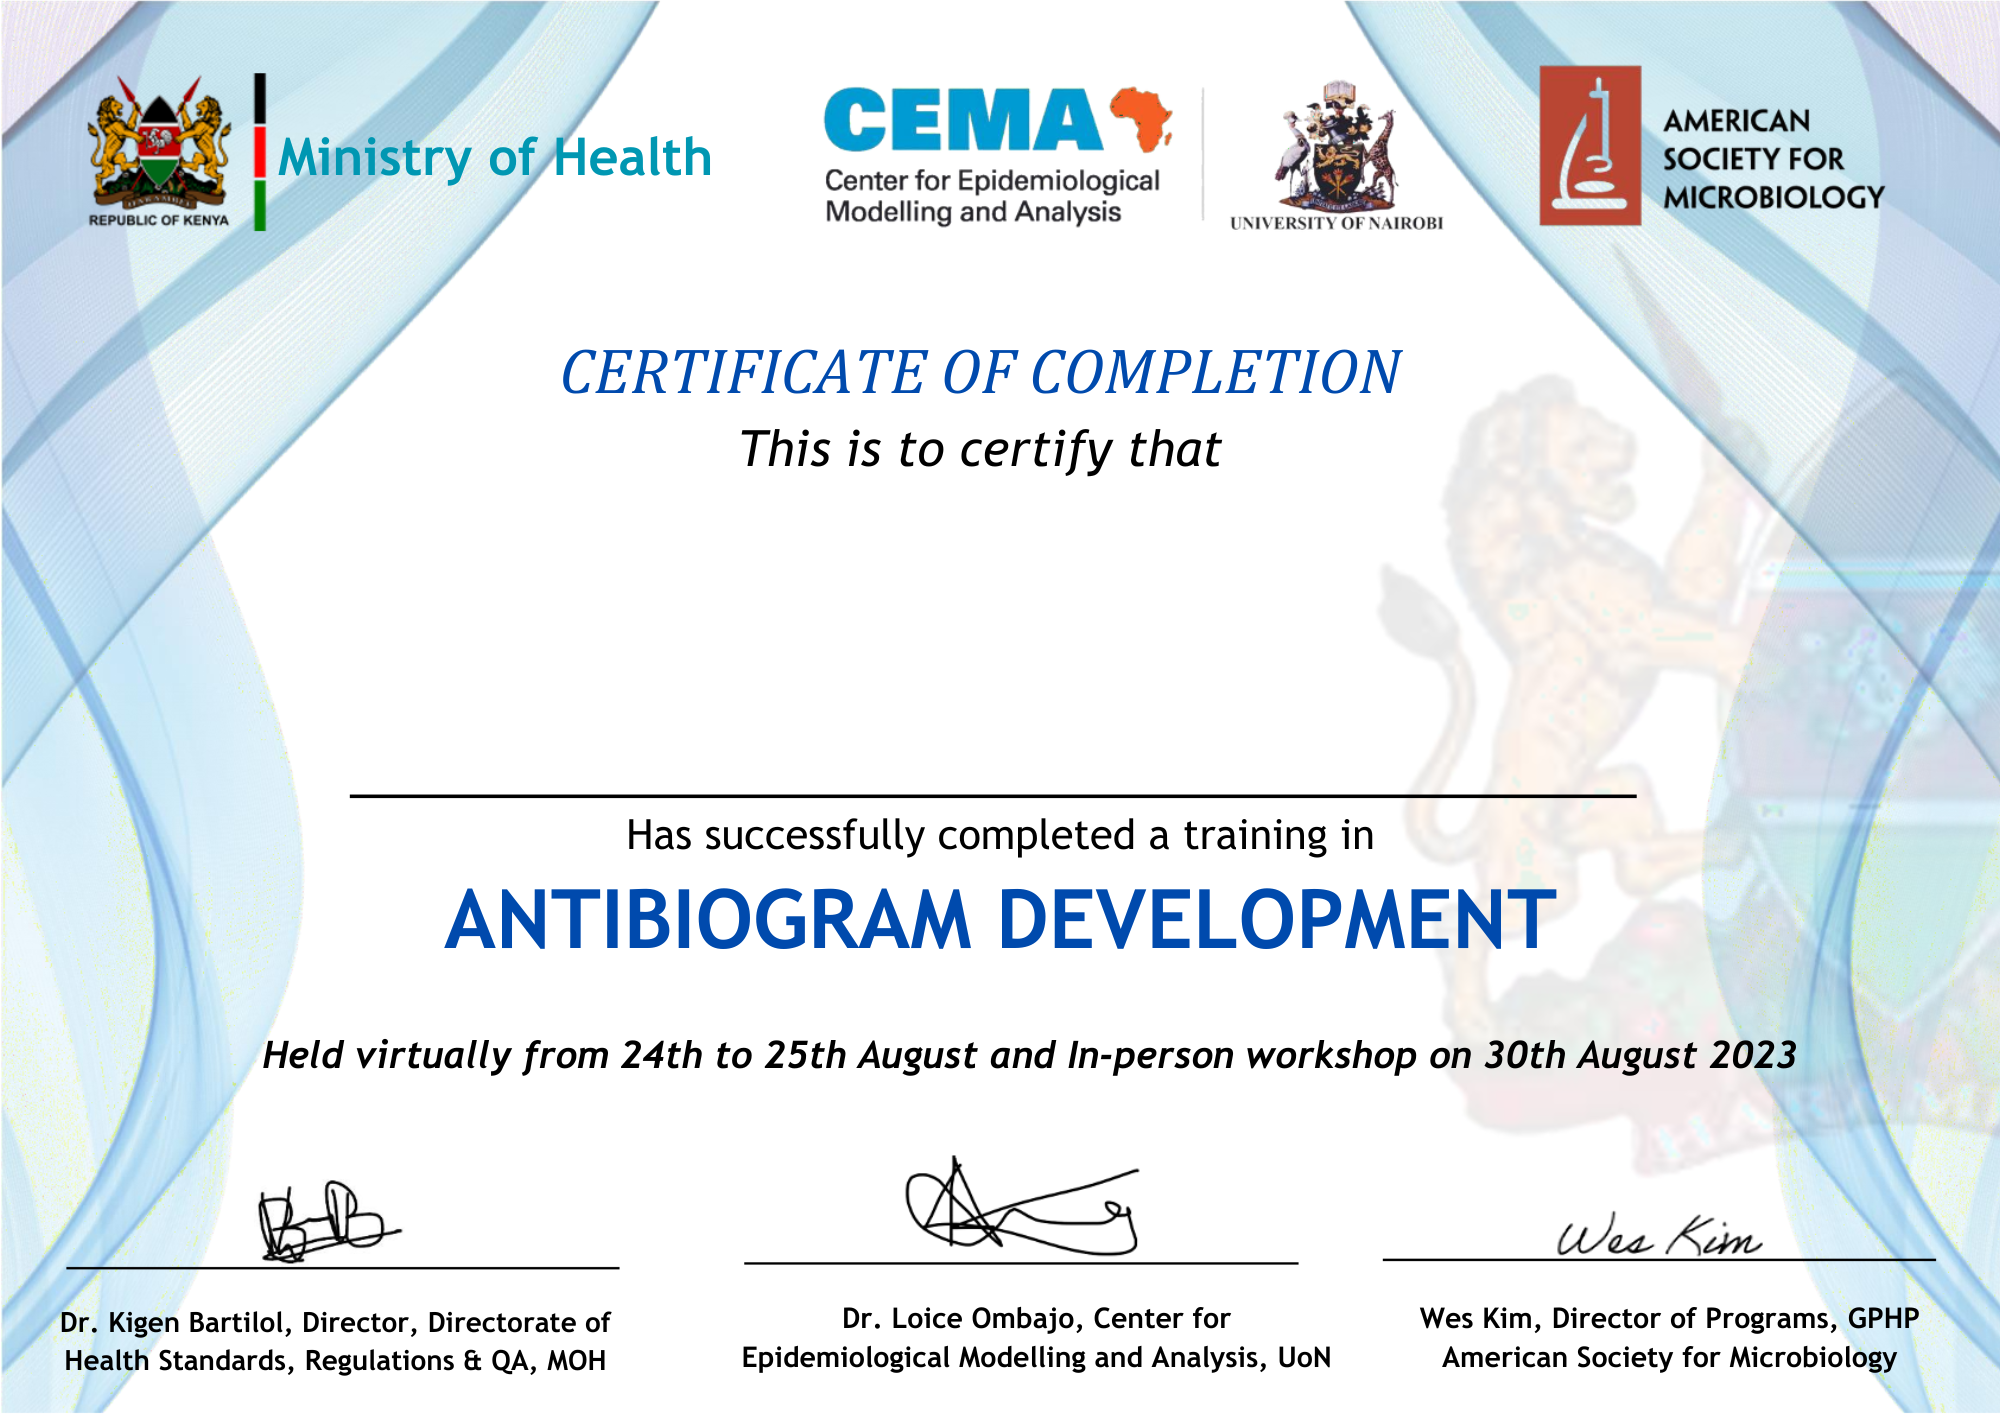 REPUBLIC OF KENYA
Ministry of Health
CEMA
Center for Epidemiological
Modelling and Analysis
UNIVERSITY OF NAIROBI
AMERICAN
SOCIETY FOR
MICROBIOLOGY
CERTIFICATE OF COMPLETION
This is to certify that
Has successfully completed a training in
ANTIBIOGRAM DEVELOPMENT
Held virtually from 24th to 25th August and In-person workshop on 30th August 2023
Wes Kim
Dr. Kigen Bartilol, Director, Directorate of
Health Standards, Regulations & QA, MOH
Dr. Loice Ombajo, Center for
Epidemiological Modelling and Analysis, UoN
Wes Kim, Director of Programs, GPHP
American Society for Microbiology